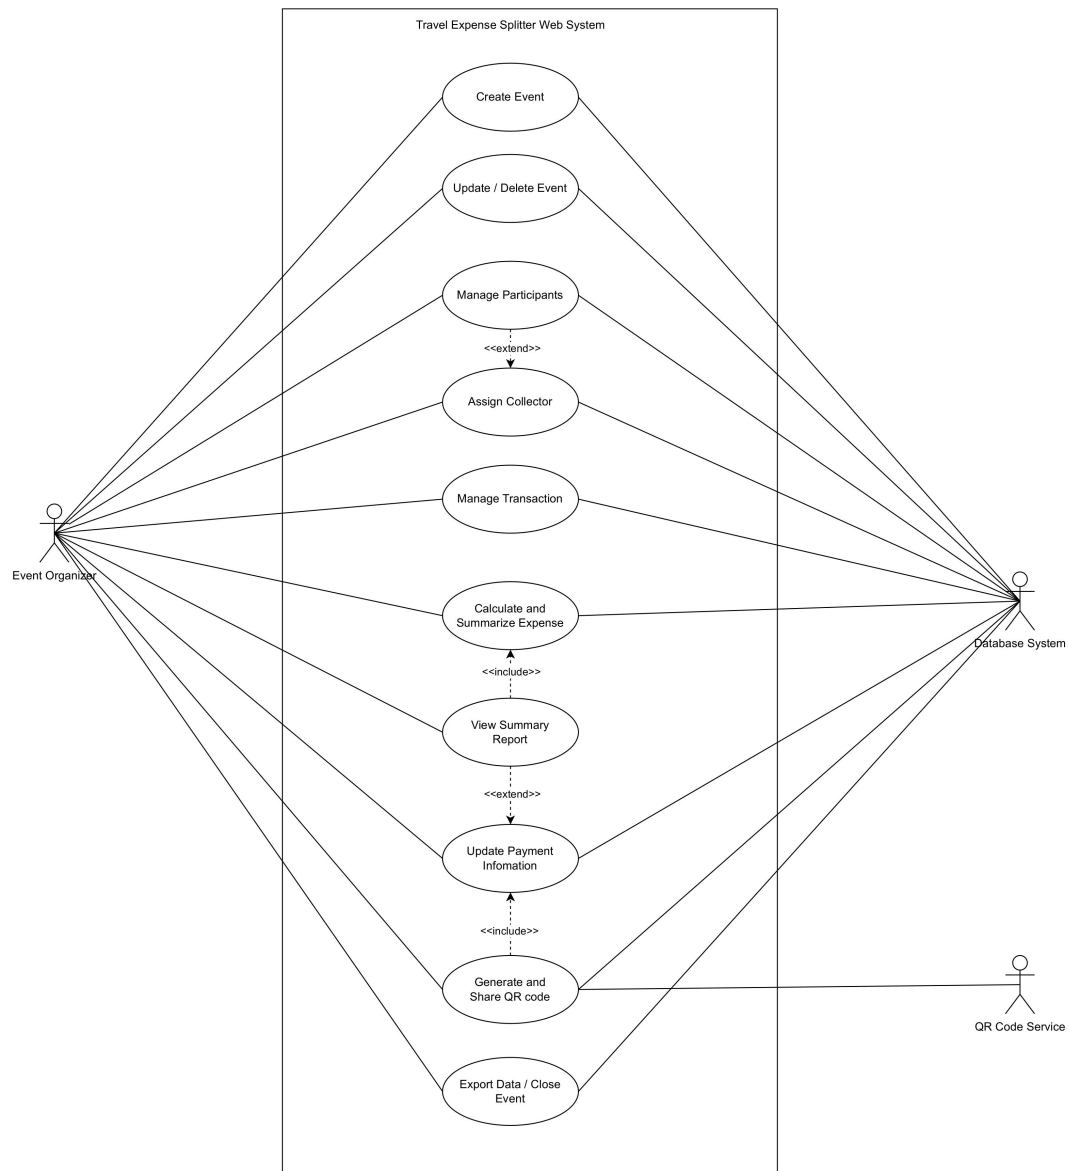 Travel Expense Splitter Web System
Create Event
Update / Delete Event
Manage Participants
<<extend>>
Assign Collector
Manage Transaction
Event Organizer
Calculate and
Summarize Expense
Database System
<<include>>
View Summary
Report
<<extend>>
Update Payment
Infomation
<<include>>
Generate and
Share QR code
QR Code Service
Export Data / Close
Event